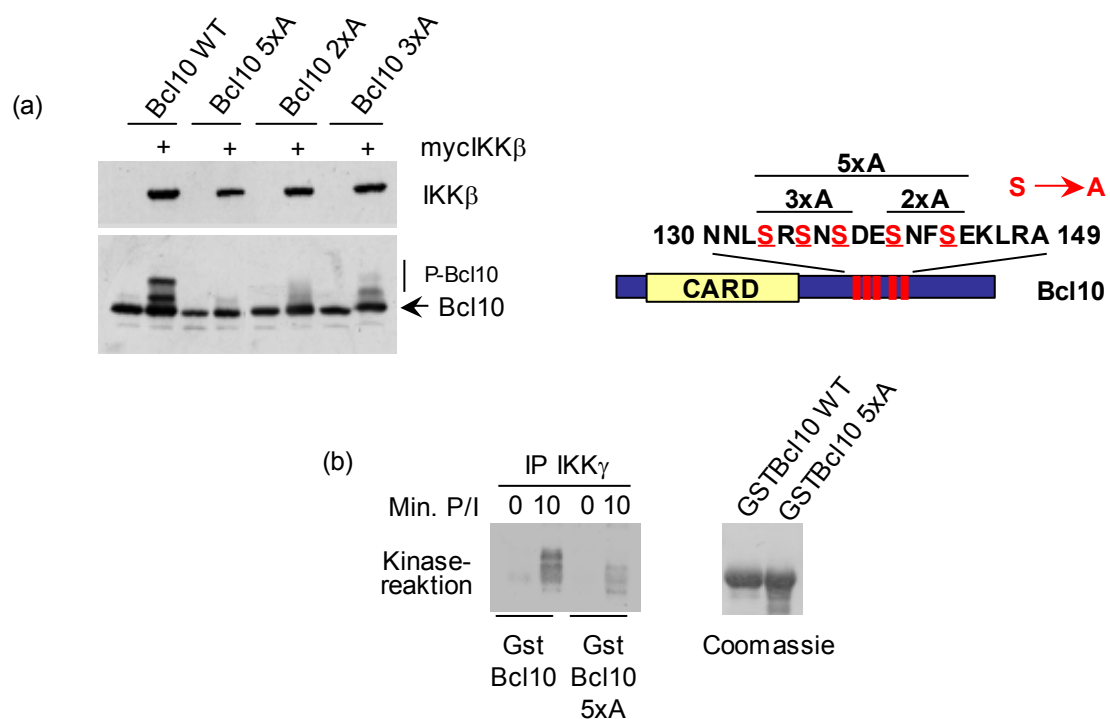 (a)
Bcl10 WT
Bcl10 5xA
Bcl10 2xA
Bcl10 3xA
+ + + + mycIKKβ
IKKβ
P-Bcl10
Bcl10
5xA
S A
3xA 2xA
130 NNLSRSNSDESNFSEKLRA 149
CARD
Bcl10
(b)
IP IKKγ
Min. P/I 0 10 0 10
Kinase-
reaktion
Gst Gst
Bcl10 Bcl10
5xA
GSTBcl10 WT
GSTBcl10 5xA
Coomassie